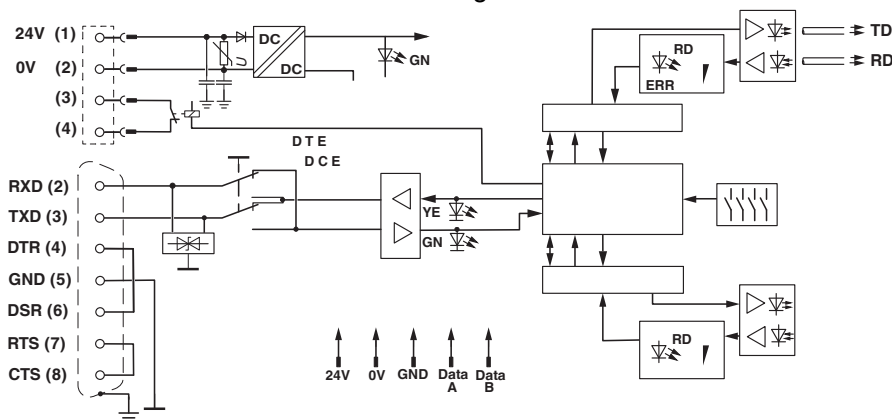 24V (1)
0V (2)
(3)
(4)
U
DC
DC
GN
TD
RD
RD
ERR
DTE
DCE
RXD (2)
TXD (3)
DTR (4)
GND (5)
DSR (6)
RTS (7)
CTS (8)
YE
GN
RD
24V
0V
GND
Data
A
Data
B